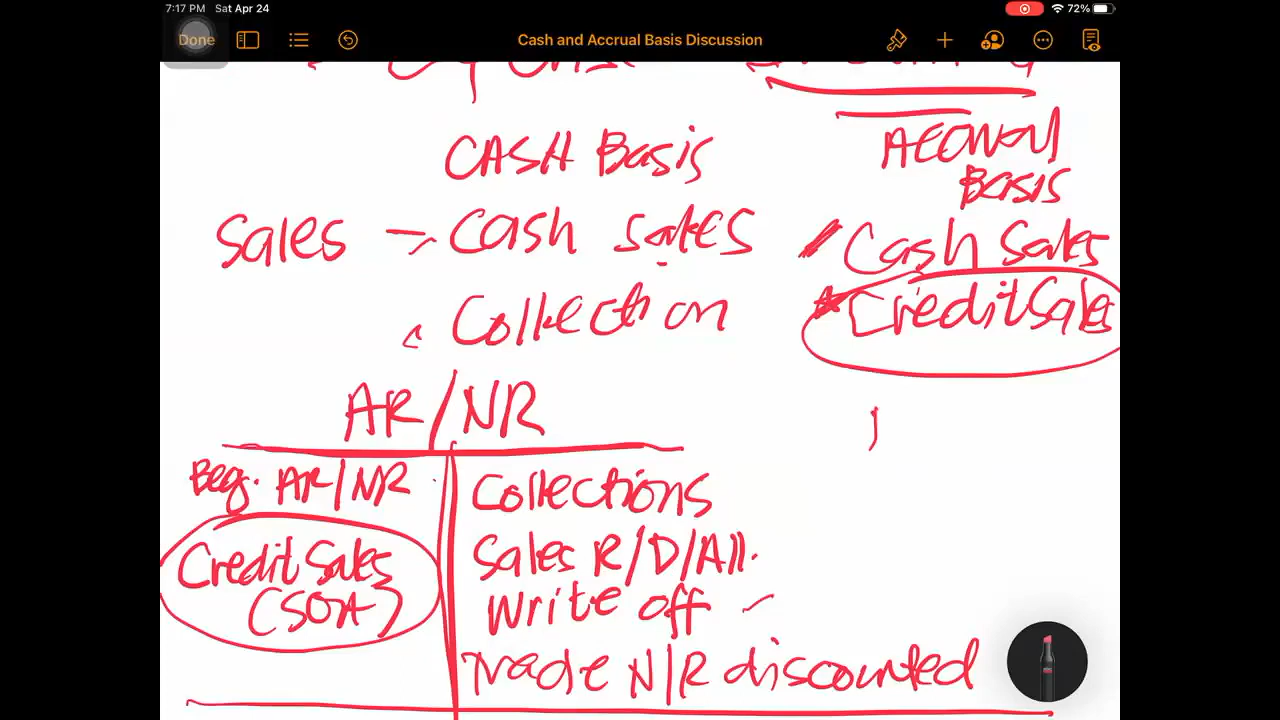 7:17 PM Sat Apr 24 72%
Done Cash and Accrual Basis Discussion
CASH Basis
Accrual
Basis
Sales Cash sales Cash Sales
Collection Credit Sales
AR/NR
Beg. AR/NR Collections
Credit Sales Sales R/D/All.
(SOA) Write off
Trade N/R discounted